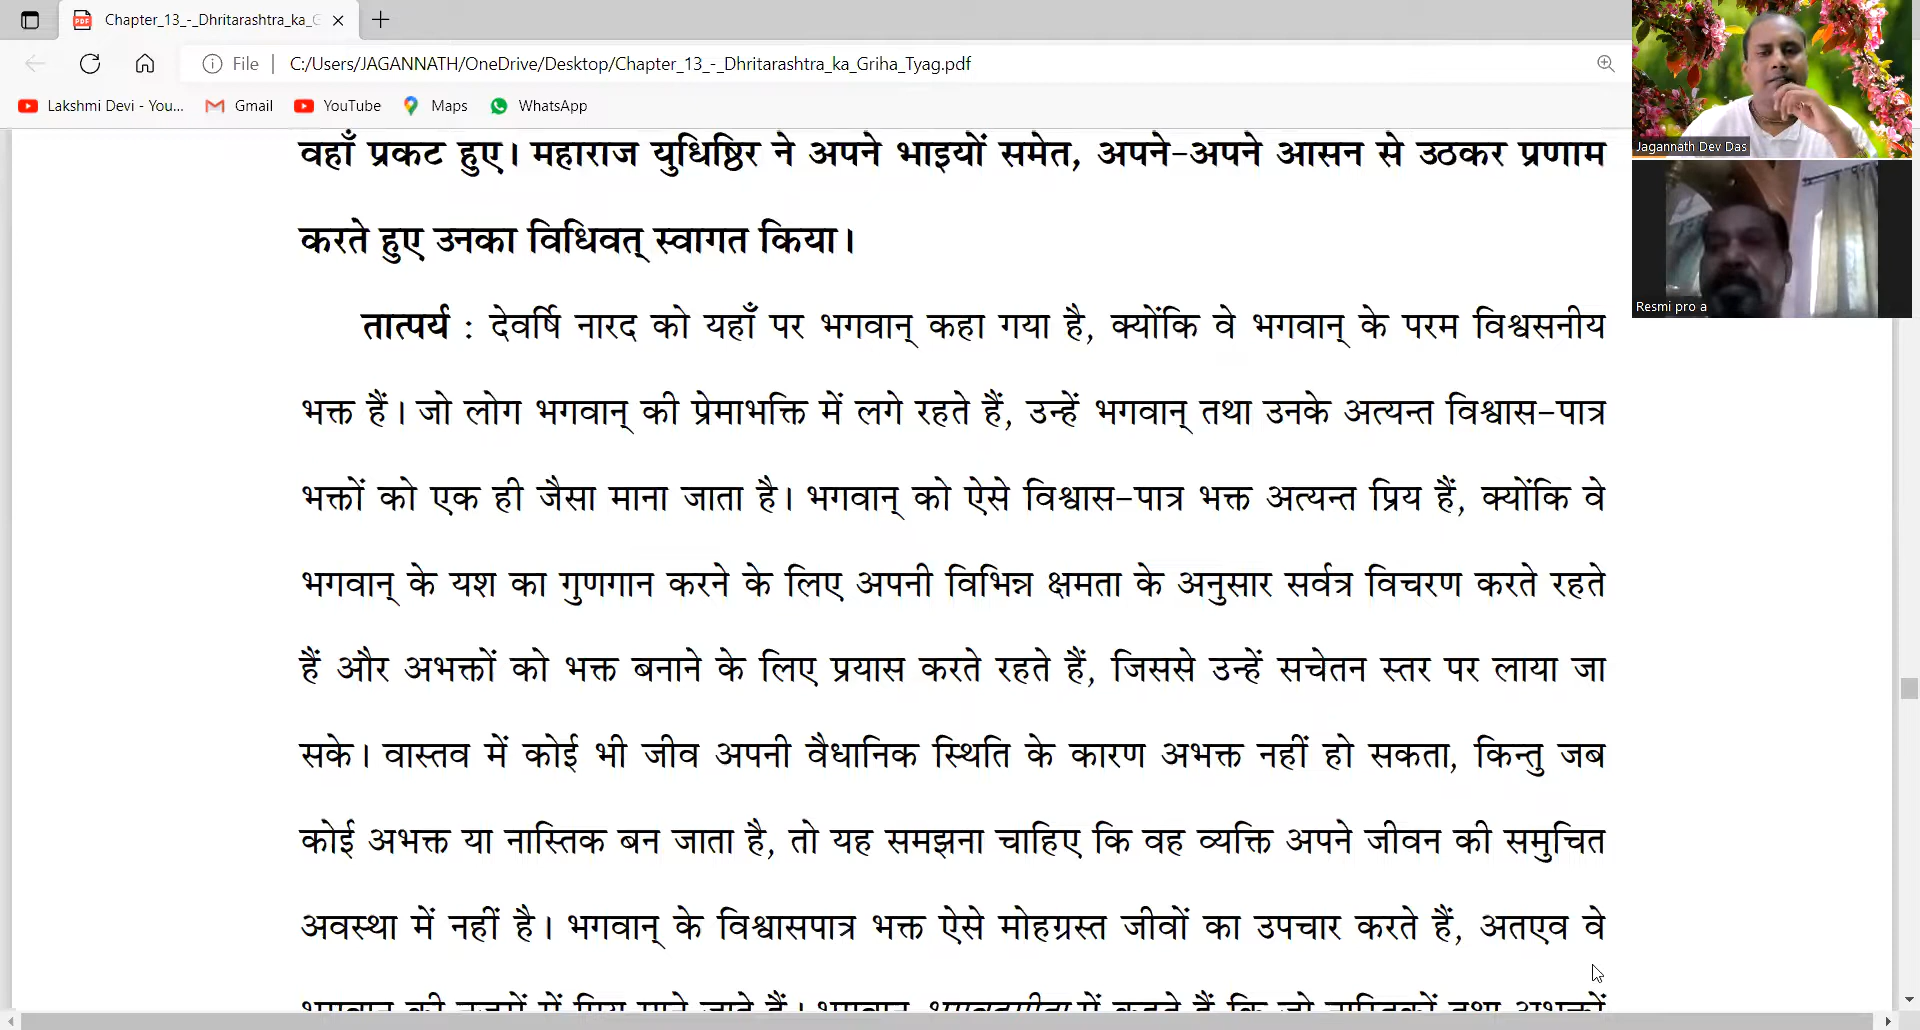 Chapter_13_-_Dhritarashtra_ka_G
File
C:/Users/JAGANNATH/OneDrive/Desktop/Chapter_13_-_Dhritarashtra_ka_Griha_Tyag.pdf
Lakshmi Devi - You... Gmail YouTube Maps WhatsApp
Jagannath Dev Das
Resmi pro a
वहाँ प्रकट हुए। महाराज युधिष्ठिर ने अपने भाइयों समेत, अपने-अपने आसन से उठकर प्रणाम
करते हुए उनका विधिवत् स्वागत किया।
तात्पर्य : देवर्षि नारद को यहाँ पर भगवान् कहा गया है, क्योंकि वे भगवान् के परम विश्वसनीय
भक्त हैं। जो लोग भगवान् की प्रेमाभक्ति में लगे रहते हैं, उन्हें भगवान् तथा उनके अत्यन्त विश्वास-पात्र
भक्तों को एक ही जैसा माना जाता है। भगवान् को ऐसे विश्वास-पात्र भक्त अत्यन्त प्रिय हैं, क्योंकि वे
भगवान् के यश का गुणगान करने के लिए अपनी विभिन्न क्षमता के अनुसार सर्वत्र विचरण करते रहते
हैं और अभक्तों को भक्त बनाने के लिए प्रयास करते रहते हैं, जिससे उन्हें सचेतन स्तर पर लाया जा
सके। वास्तव में कोई भी जीव अपनी वैधानिक स्थिति के कारण अभक्त नहीं हो सकता, किन्तु जब
कोई अभक्त या नास्तिक बन जाता है, तो यह समझना चाहिए कि वह व्यक्ति अपने जीवन की समुचित
अवस्था में नहीं है। भगवान् के विश्वासपात्र भक्त ऐसे मोहग्रस्त जीवों का उपचार करते हैं, अतएव वे